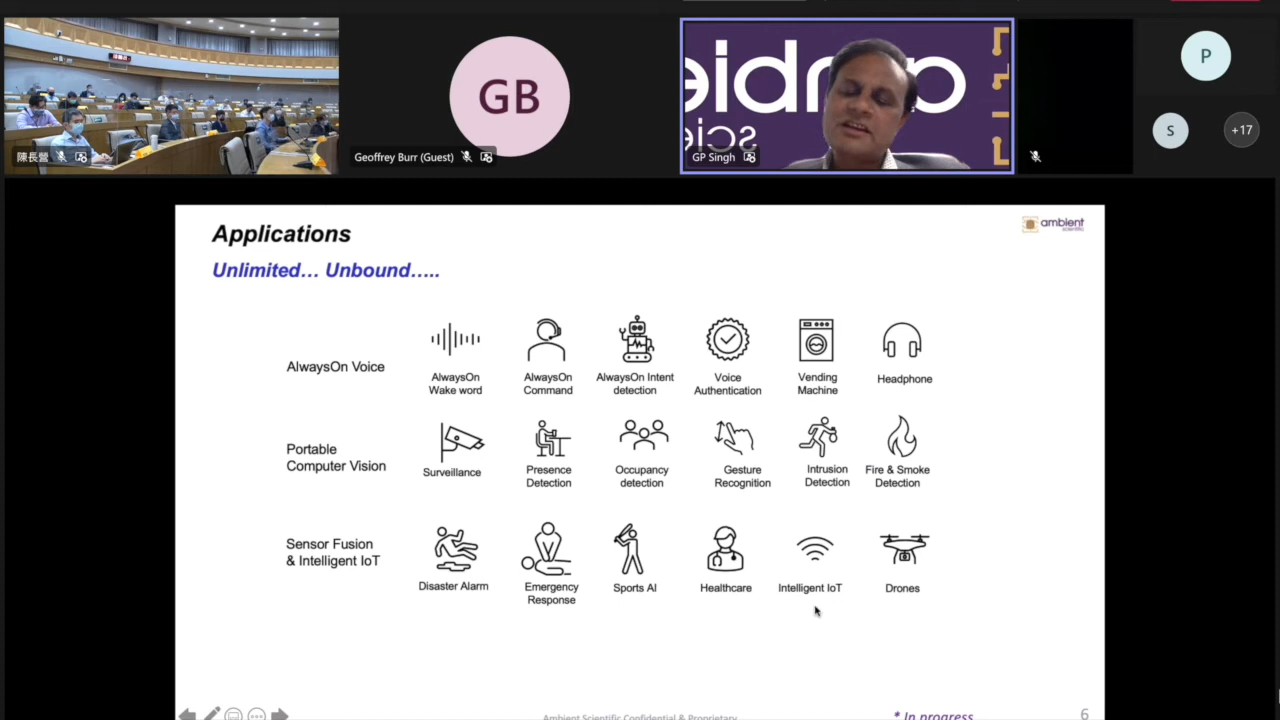 陳長營
GB
Geoffrey Burr (Guest)
GP Singh
P
S
+17
Applications
ambient
scientific
Unlimited… Unbound…..
AlwaysOn Voice
AlwaysOn
Wake word
AlwaysOn
Command
AlwaysOn Intent
detection
Voice
Authentication
Vending
Machine
Headphone
Portable
Computer Vision
Surveillance
Presence
Detection
Occupancy
detection
Gesture
Recognition
Intrusion
Detection
Fire & Smoke
Detection
Sensor Fusion
& Intelligent IoT
Disaster Alarm
Emergency
Response
Sports AI
Healthcare
Intelligent IoT
Drones
Ambient Scientific Confidential & Proprietary
* In progress
6